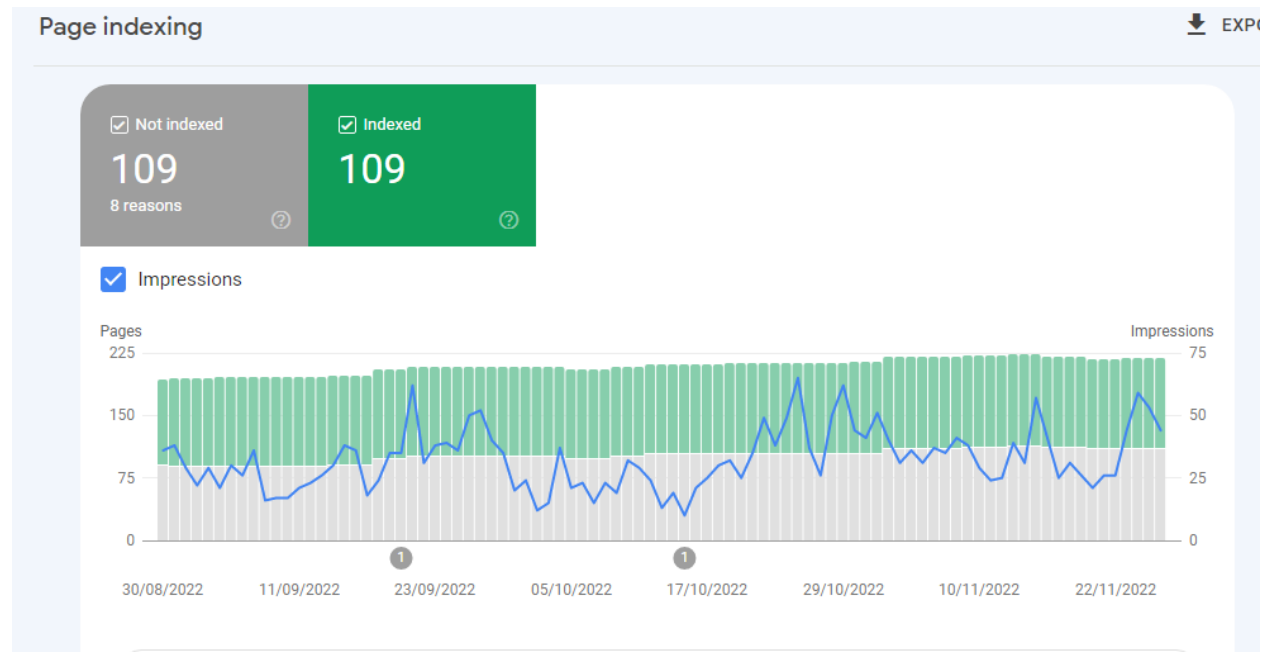 Page indexing
EXPO
Not indexed
Indexed
109
109
8 reasons
Impressions
Pages
Impressions
225
75
150
50
75
25
0
0
1
1
30/08/2022
11/09/2022
23/09/2022
05/10/2022
17/10/2022
29/10/2022
10/11/2022
22/11/2022